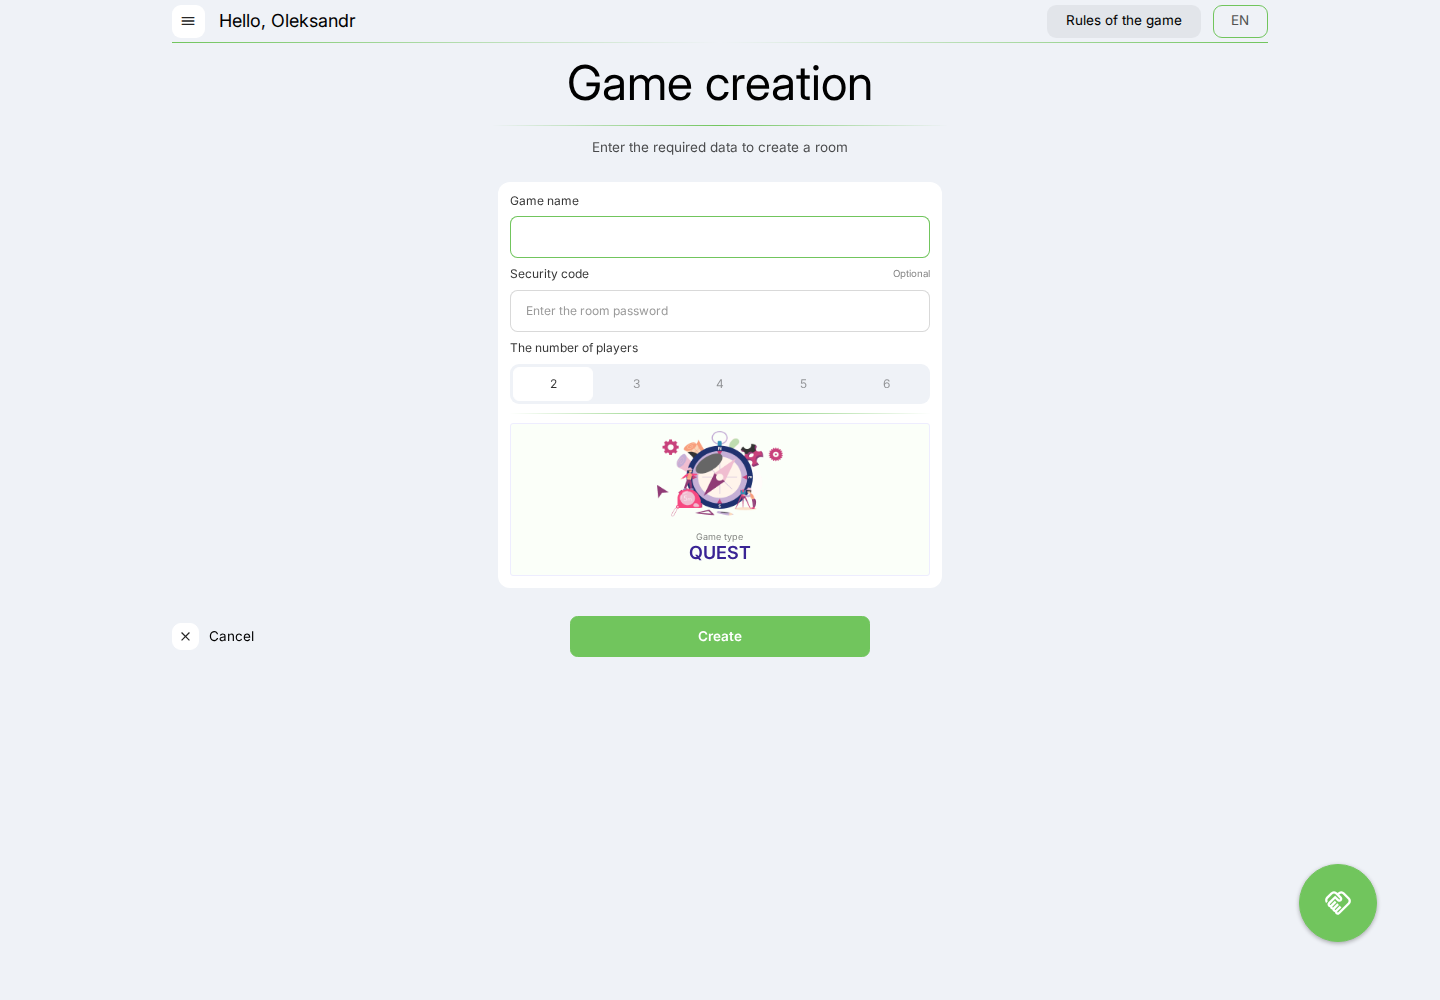 Hello, Oleksandr
Rules of the game
EN
Game creation
Enter the required data to create a room
Game name
Security code
Optional
Enter the room password
The number of players
2 3 4 5 6
Game type
QUEST
Cancel
Create